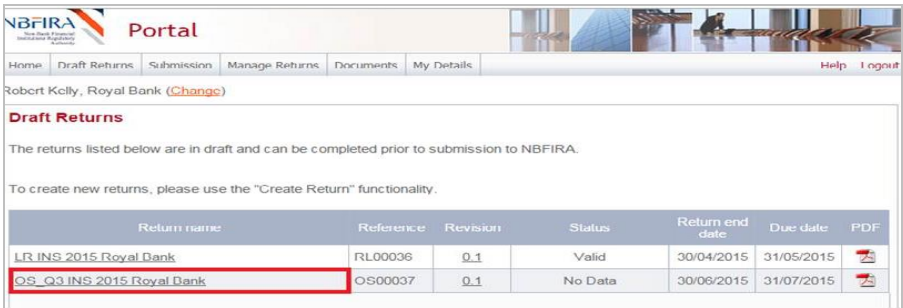 NBFIRA
Non-Bank Financial
Institutions Regulatory
Authority
Portal
Home Draft Returns Submission Manage Returns Documents My Details Help Logout
Robert Kelly, Royal Bank (Change)
Draft Returns
The returns listed below are in draft and can be completed prior to submission to NBFIRA.
To create new returns, please use the "Create Return" functionality.
Return name Reference Revision Status Return end date Due date PDF
LR INS 2015 Royal Bank RL00036 0.1 Valid 30/04/2015 31/05/2015
OS_Q3 INS 2015 Royal Bank OS00037 0.1 No Data 30/06/2015 31/07/2015